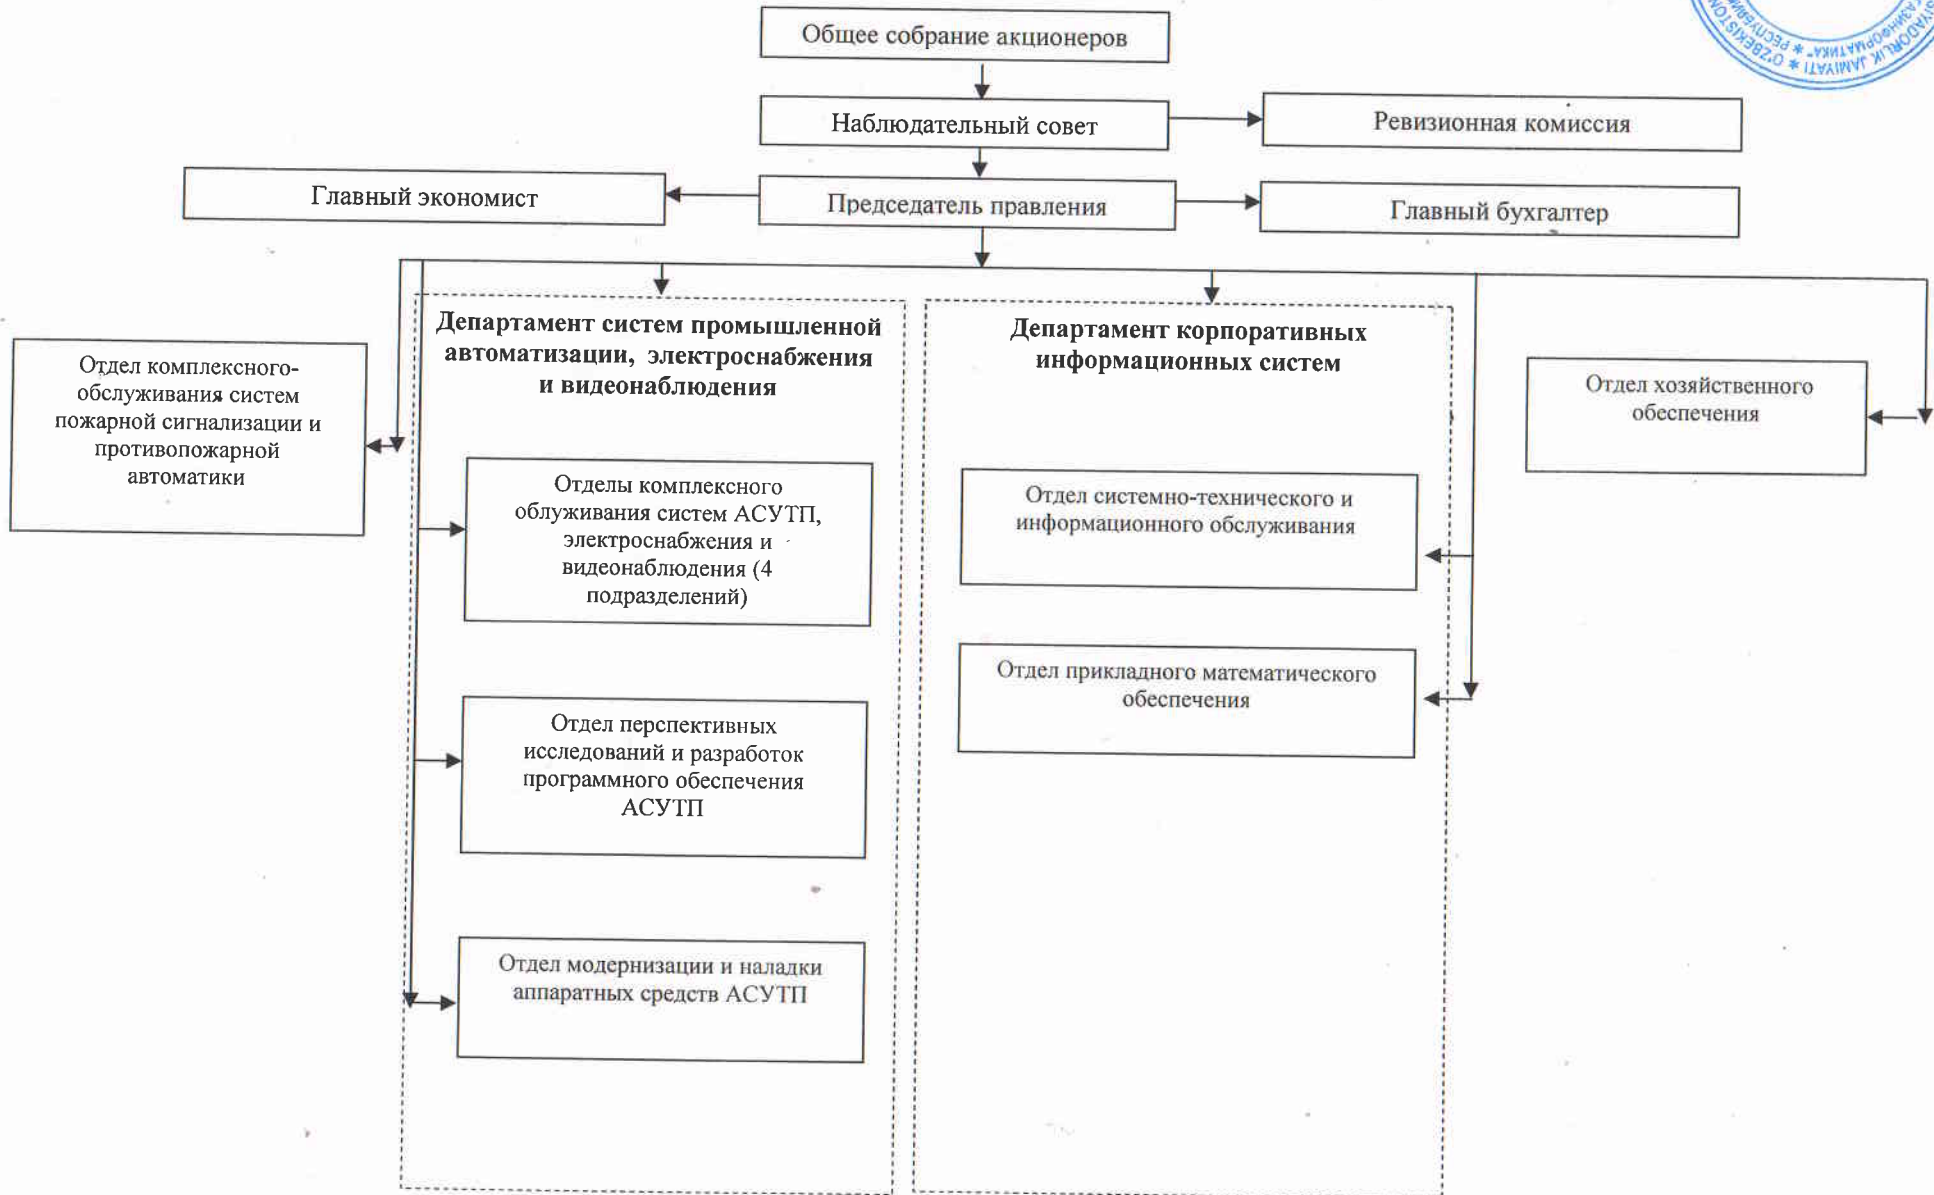 Общее собрание акционеров
Наблюдательный совет
Ревизионная комиссия
Главный экономист
Председатель правления
Главный бухгалтер
Департамент систем промышленной
автоматизации, электроснабжения
и видеонаблюдения
Департамент корпоративных
информационных систем
Отдел комплексного-
обслуживания систем
пожарной сигнализации и
противопожарной
автоматики
Отдел хозяйственного
обеспечения
Отделы комплексного
облуживания систем АСУТП,
электроснабжения и
видеонаблюдения (4
подразделений)
Отдел системно-технического и
информационного обслуживания
Отдел прикладного математического
обеспечения
Отдел перспективных
исследований и разработок
программного обеспечения
АСУТП
Отдел модернизации и наладки
аппаратных средств АСУТП
JAMIYATI * O'ZBEKISTON